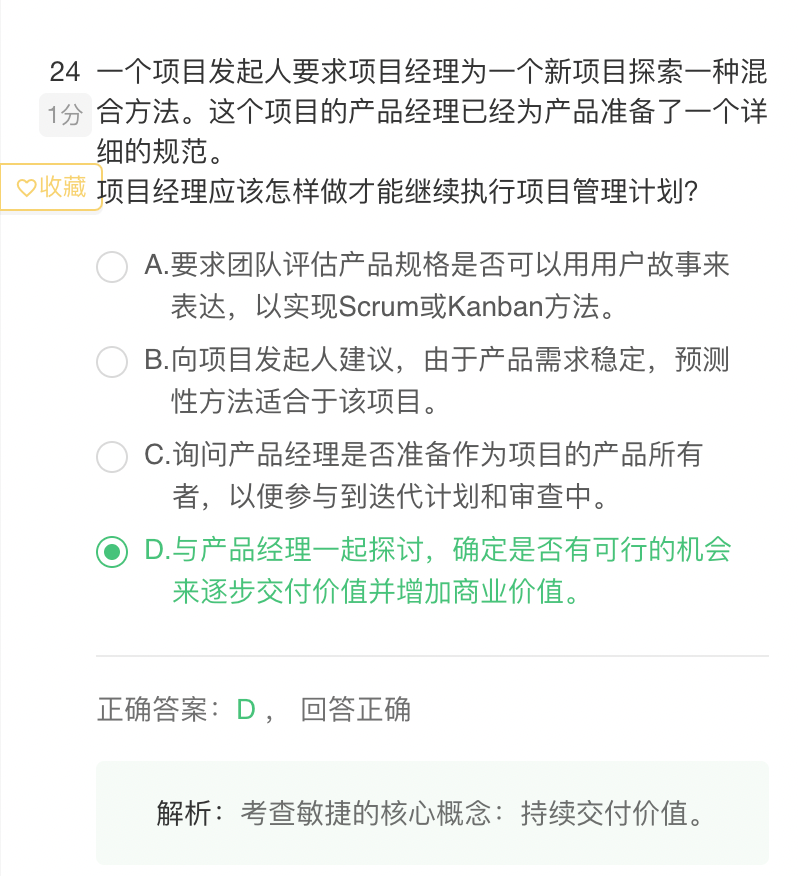 24 一个项目发起人要求项目经理为一个新项目探索一种混
1分 合方法。这个项目的产品经理已经为产品准备了一个详
细的规范。
收藏 项目经理应该怎样做才能继续执行项目管理计划?
A.要求团队评估产品规格是否可以用用户故事来
表达，以实现Scrum或Kanban方法。
B.向项目发起人建议，由于产品需求稳定，预测
性方法适合于该项目。
C.询问产品经理是否准备作为项目的产品所有
者，以便参与到迭代计划和审查中。
D.与产品经理一起探讨，确定是否有可行的机会
来逐步交付价值并增加商业价值。
正确答案：D ， 回答正确
解析：考查敏捷的核心概念：持续交付价值。